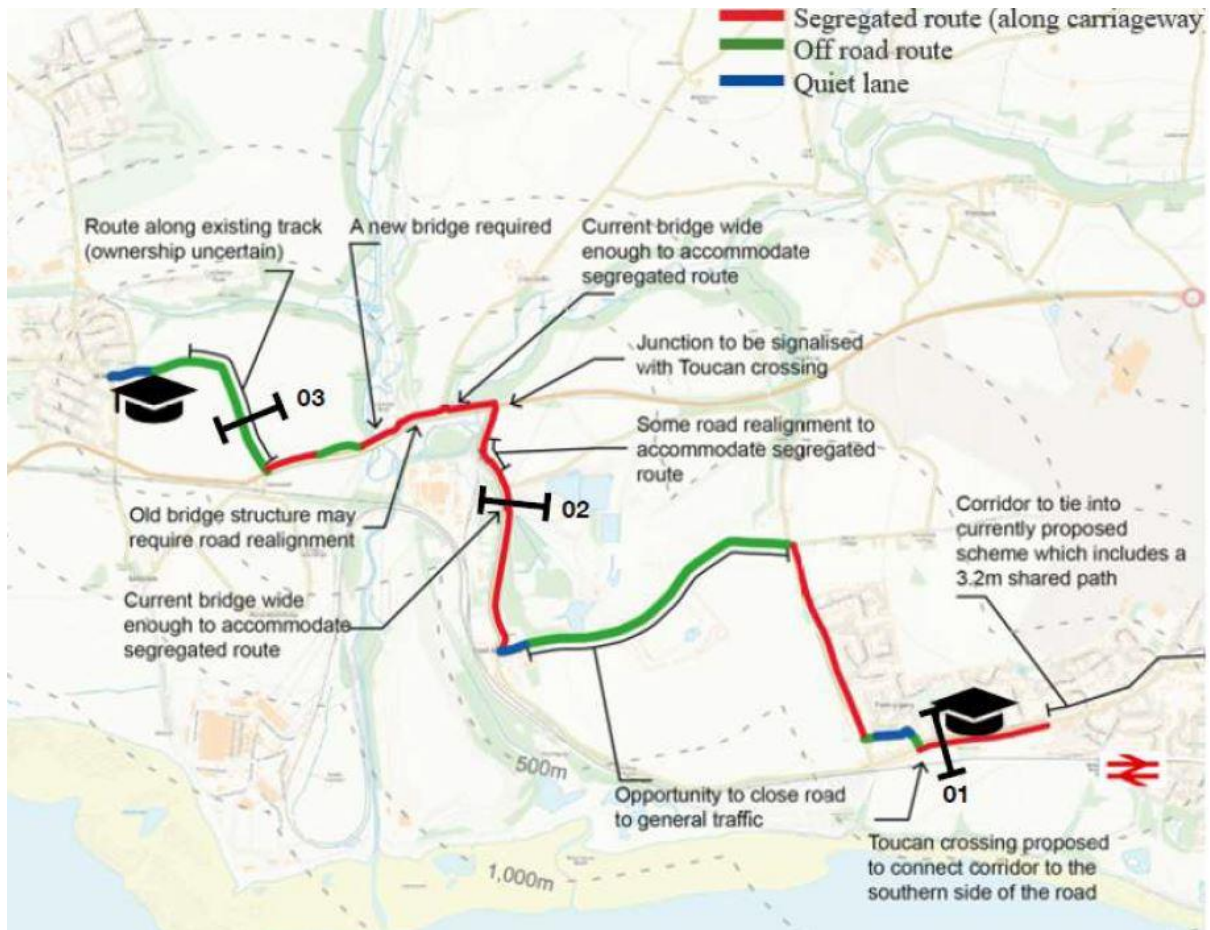 Segregated route (along carriageway
Off road route
Quiet lane
Route along existing track
(ownership uncertain)
A new bridge required
Current bridge wide
enough to accommodate
segregated route
Junction to be signalised
with Toucan crossing
03
Some road realignment to
accommodate segregated
route
02
Corridor to tie into
currently proposed
scheme which includes a
3.2m shared path
Old bridge structure may
require road realignment
Current bridge wide
enough to accommodate
segregated route
500m
Opportunity to close road
to general traffic
01
Toucan crossing proposed
to connect corridor to the
southern side of the road
1,000m